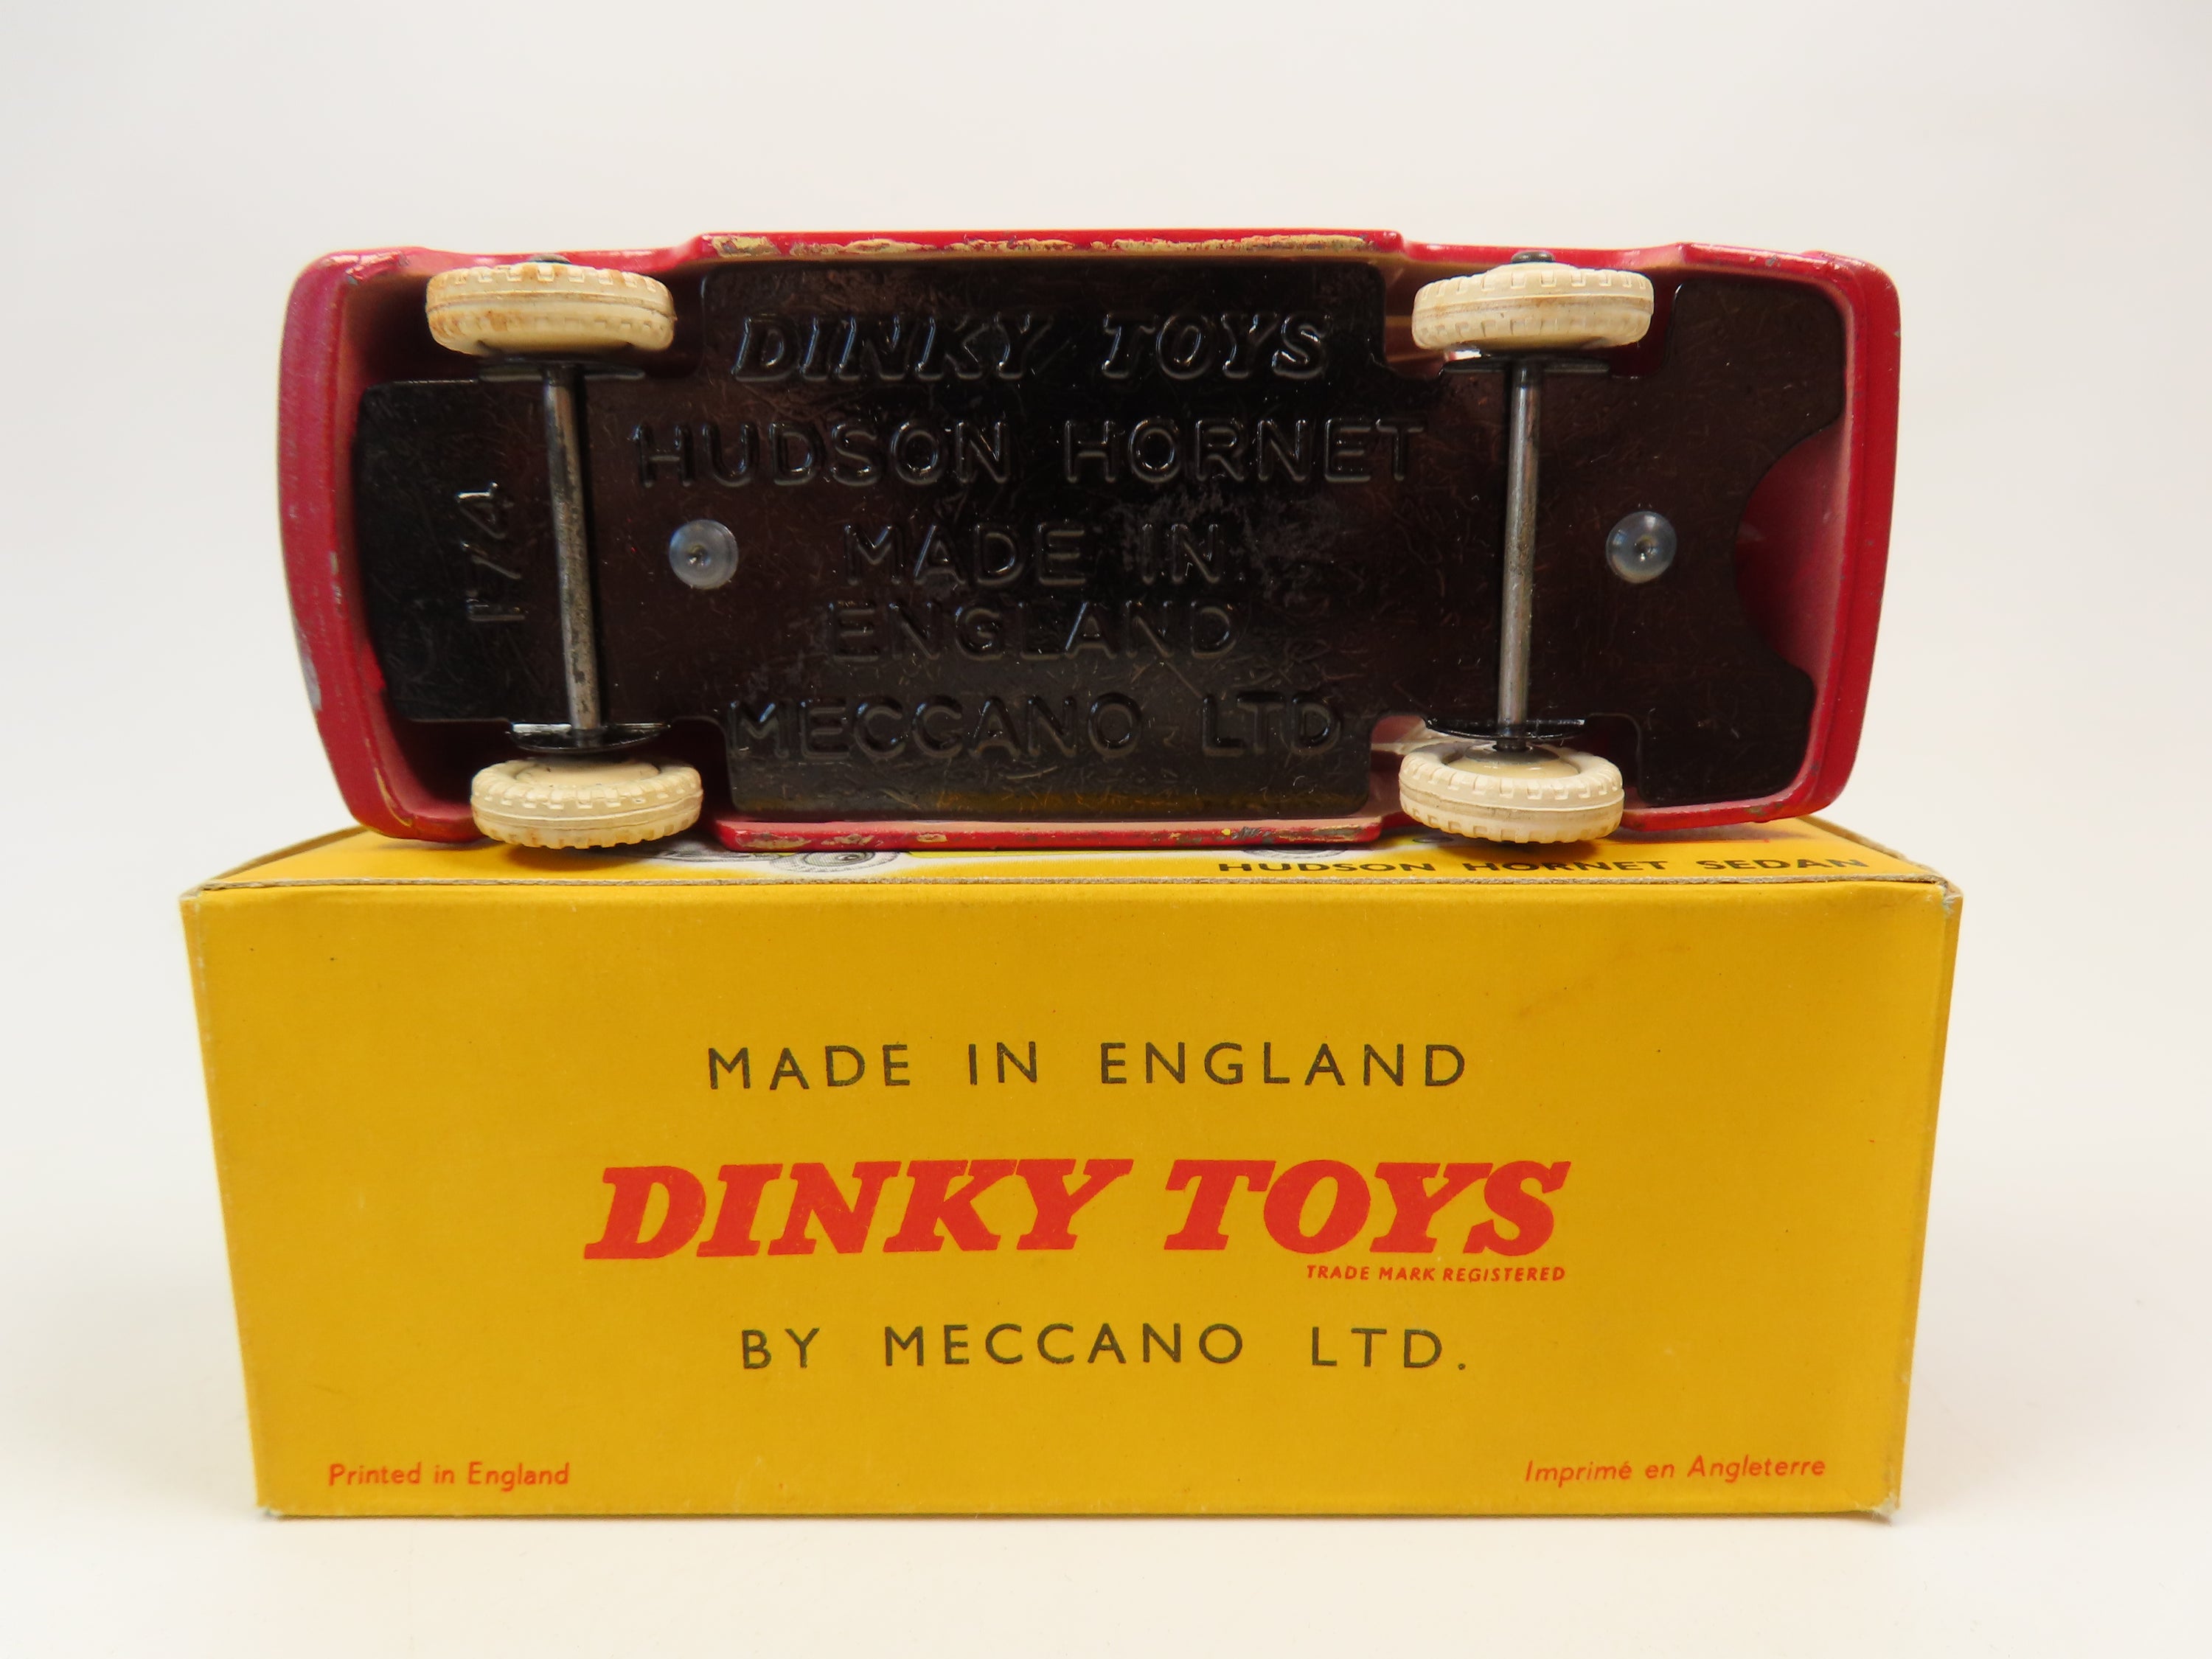 DINKY TOYS
HUDSON HORNET
MADE IN
ENGLAND
MECCANO LTD
174
HUDSON HORNET SEDAN
MADE IN ENGLAND
DINKY TOYS
TRADE MARK REGISTERED
BY MECCANO LTD.
Printed in England
Imprimé en Angleterre